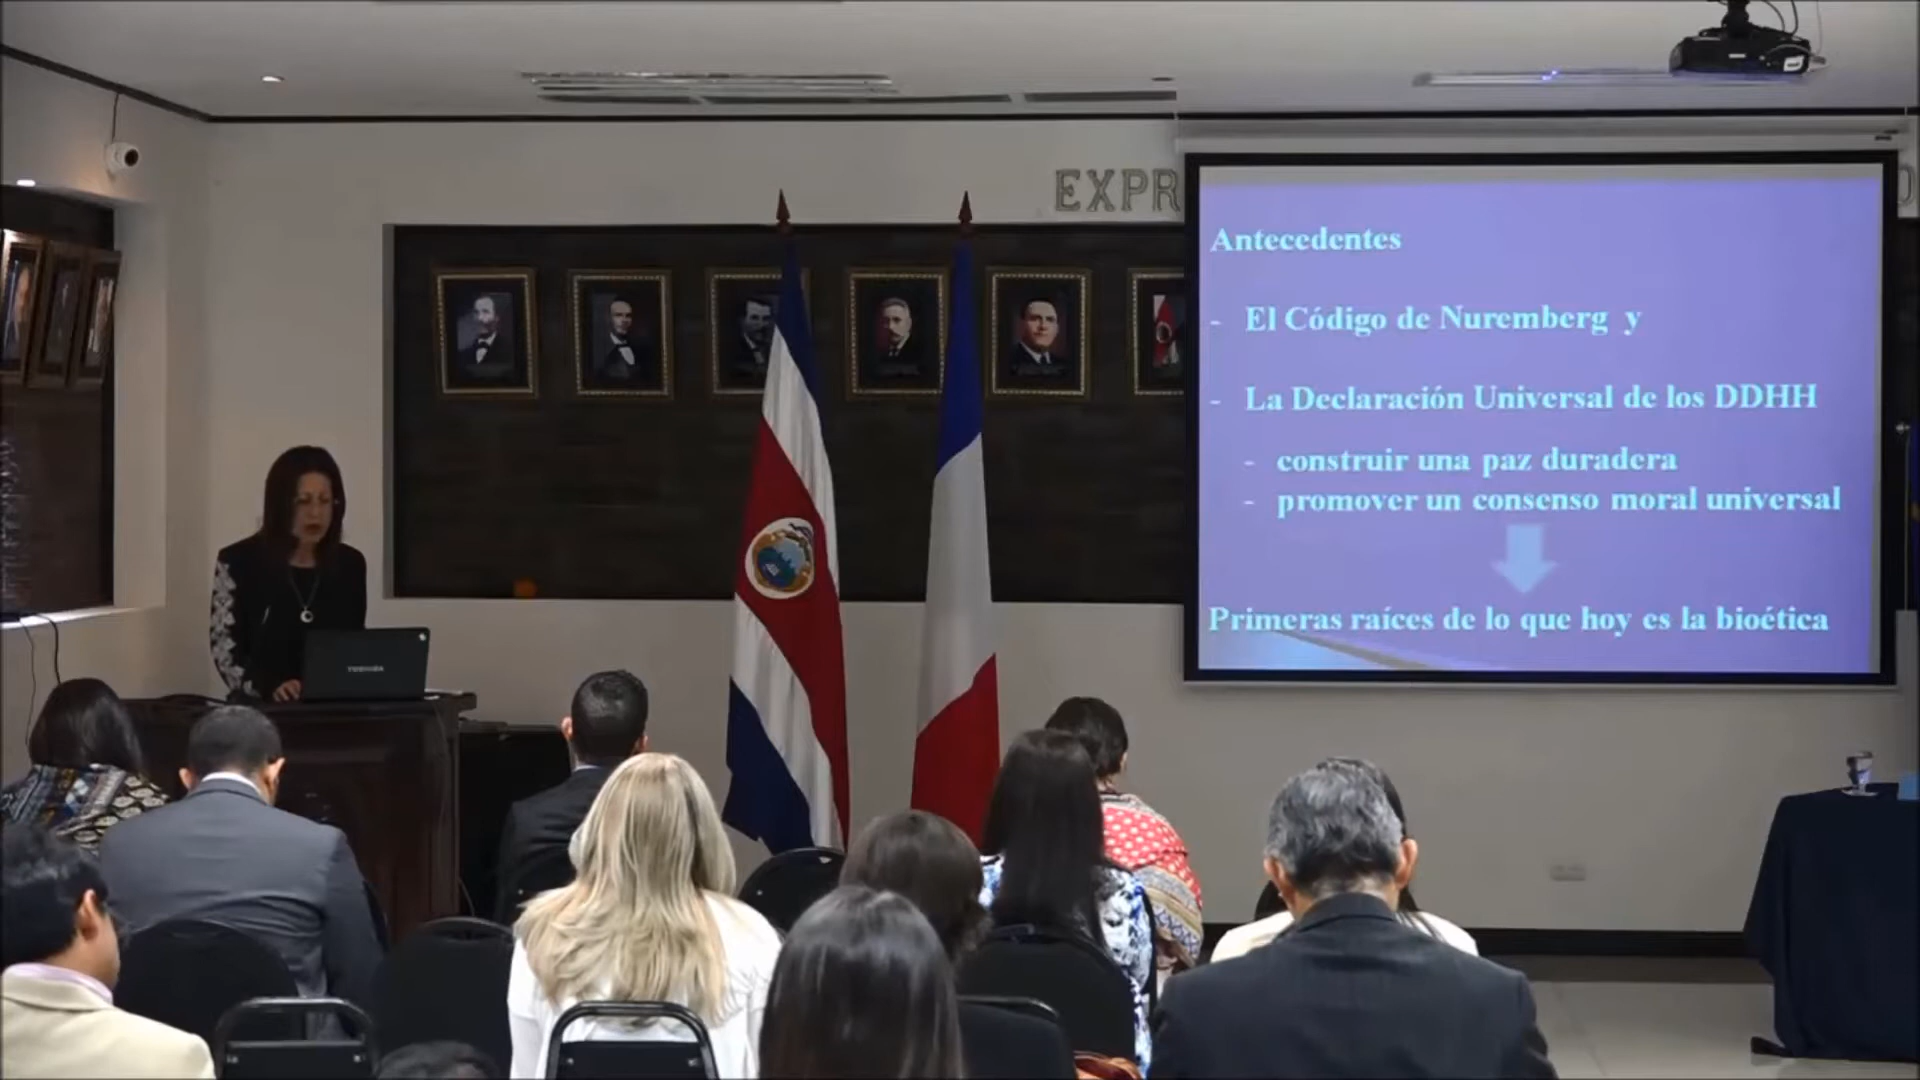 EXPR
Antecedentes
- El Código de Nuremberg y
- La Declaración Universal de los DDHH
- construir una paz duradera
- promover un consenso moral universal
Primeras raíces de lo que hoy es la bioética
TOSHIBA